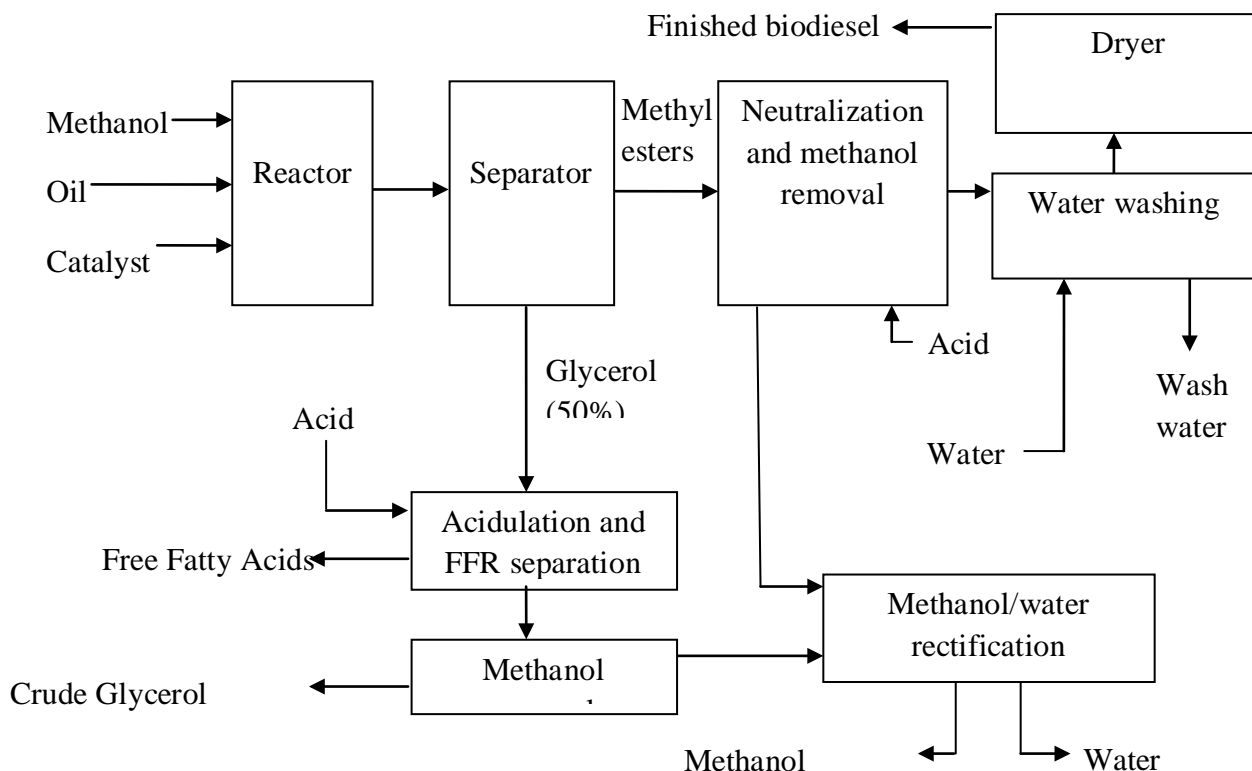 Finished biodiesel
Dryer
Methanol
Oil
Catalyst
Reactor
Separator
Methyl
esters
Neutralization
and methanol
removal
Water washing
Acid
Water
Wash
water
Glycerol
(50%)
Acid
Acidulation and
FFR separation
Free Fatty Acids
Methanol
Crude Glycerol
Methanol/water
rectification
Methanol
Water